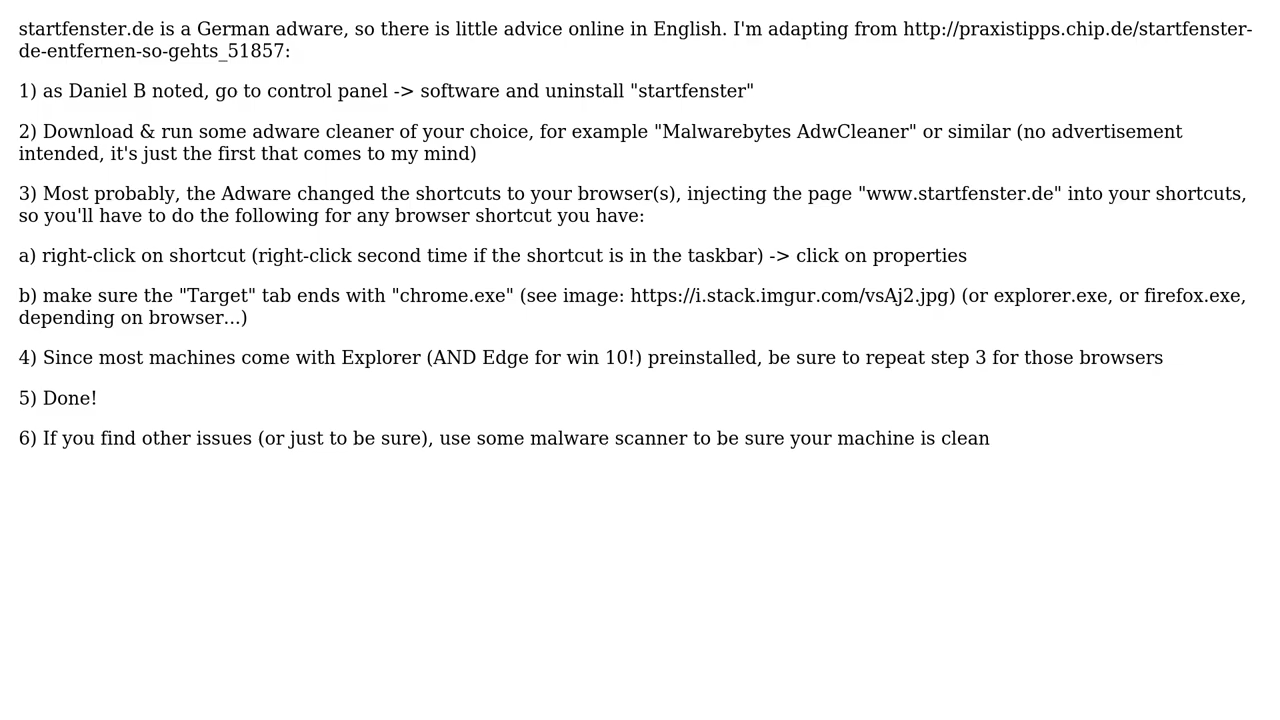 startfenster.de is a German adware, so there is little advice online in English. I'm adapting from http://praxistipps.chip.de/startfenster-
de-entfernen-so-gehts_51857:
1) as Daniel B noted, go to control panel -> software and uninstall "startfenster"
2) Download & run some adware cleaner of your choice, for example "Malwarebytes AdwCleaner" or similar (no advertisement
intended, it's just the first that comes to my mind)
3) Most probably, the Adware changed the shortcuts to your browser(s), injecting the page "www.startfenster.de" into your shortcuts,
so you'll have to do the following for any browser shortcut you have:
a) right-click on shortcut (right-click second time if the shortcut is in the taskbar) -> click on properties
b) make sure the "Target" tab ends with "chrome.exe" (see image: https://i.stack.imgur.com/vsAj2.jpg) (or explorer.exe, or firefox.exe,
depending on browser...)
4) Since most machines come with Explorer (AND Edge for win 10!) preinstalled, be sure to repeat step 3 for those browsers
5) Done!
6) If you find other issues (or just to be sure), use some malware scanner to be sure your machine is clean